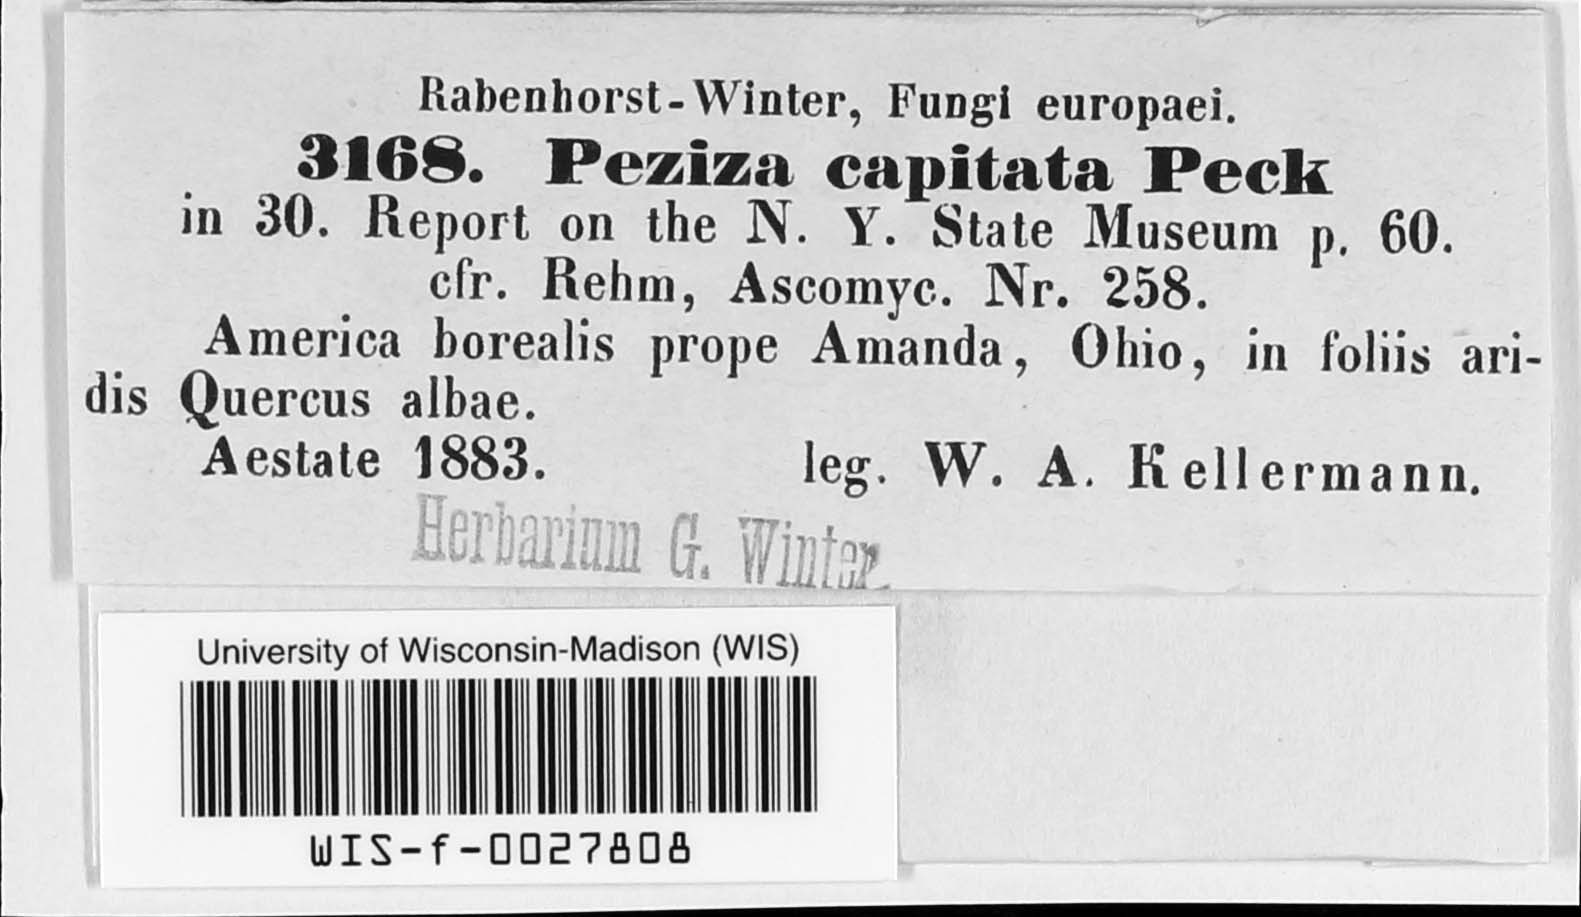 Rabenhorst-Winter, Fungi europaei.
3168. Peziza capitata Peck
in 30. Report on the N. Y. State Museum p. 60.
cfr. Rehm, Ascomyc. Nr. 258.
America borealis prope Amanda, Ohio, in foliis ari-
dis Quercus albae.
Aestate 1883. leg. W. A. Kellermann.
Herbarium G. Winter
University of Wisconsin-Madison (WIS)
WIS-f-0027808